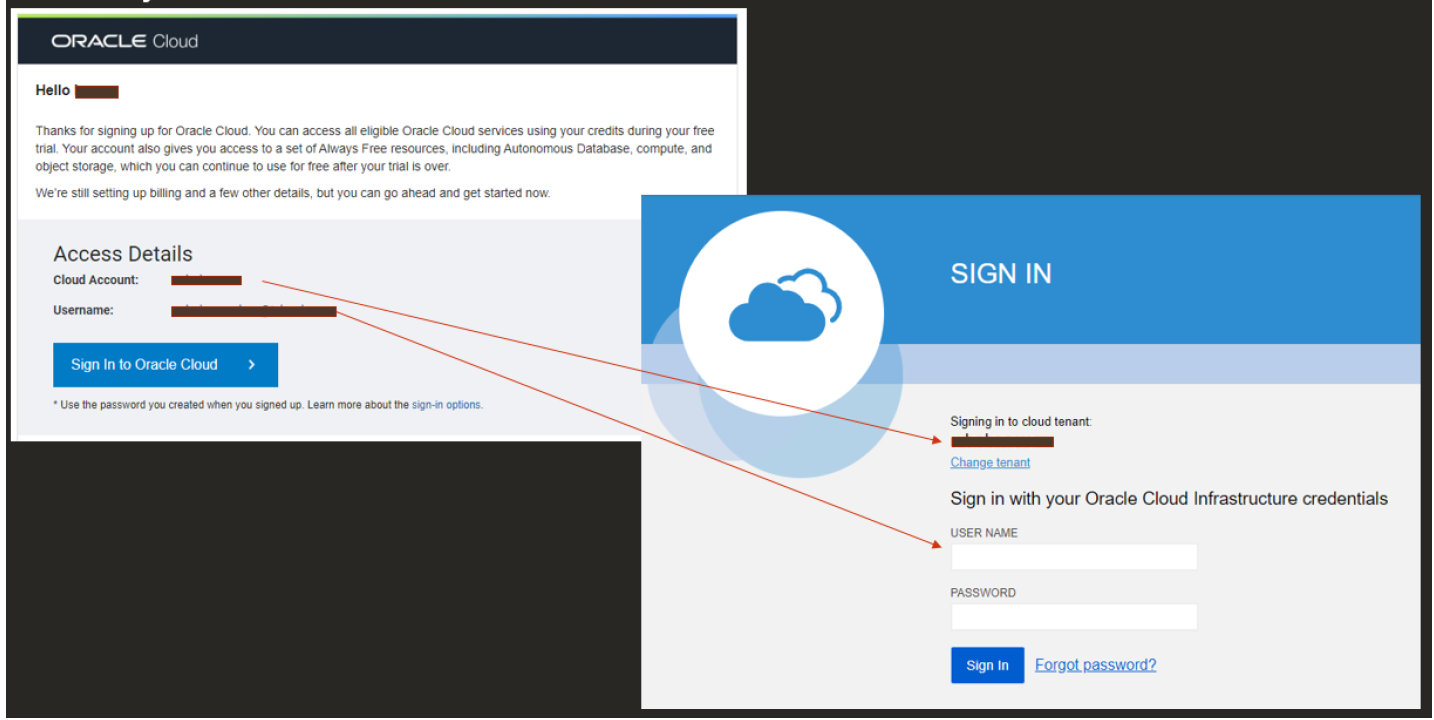 ORACLE Cloud
Hello
Thanks for signing up for Oracle Cloud. You can access all eligible Oracle Cloud services using your credits during your free
trial. Your account also gives you access to a set of Always Free resources, including Autonomous Database, compute, and
object storage, which you can continue to use for free after your trial is over.
We're still setting up billing and a few other details, but you can go ahead and get started now.
Access Details
Cloud Account:
Username:
Sign In to Oracle Cloud >
* Use the password you created when you signed up. Learn more about the sign-in options.
SIGN IN
Signing in to cloud tenant:
Change tenant
Sign in with your Oracle Cloud Infrastructure credentials
USER NAME
PASSWORD
Sign In Forgot password?